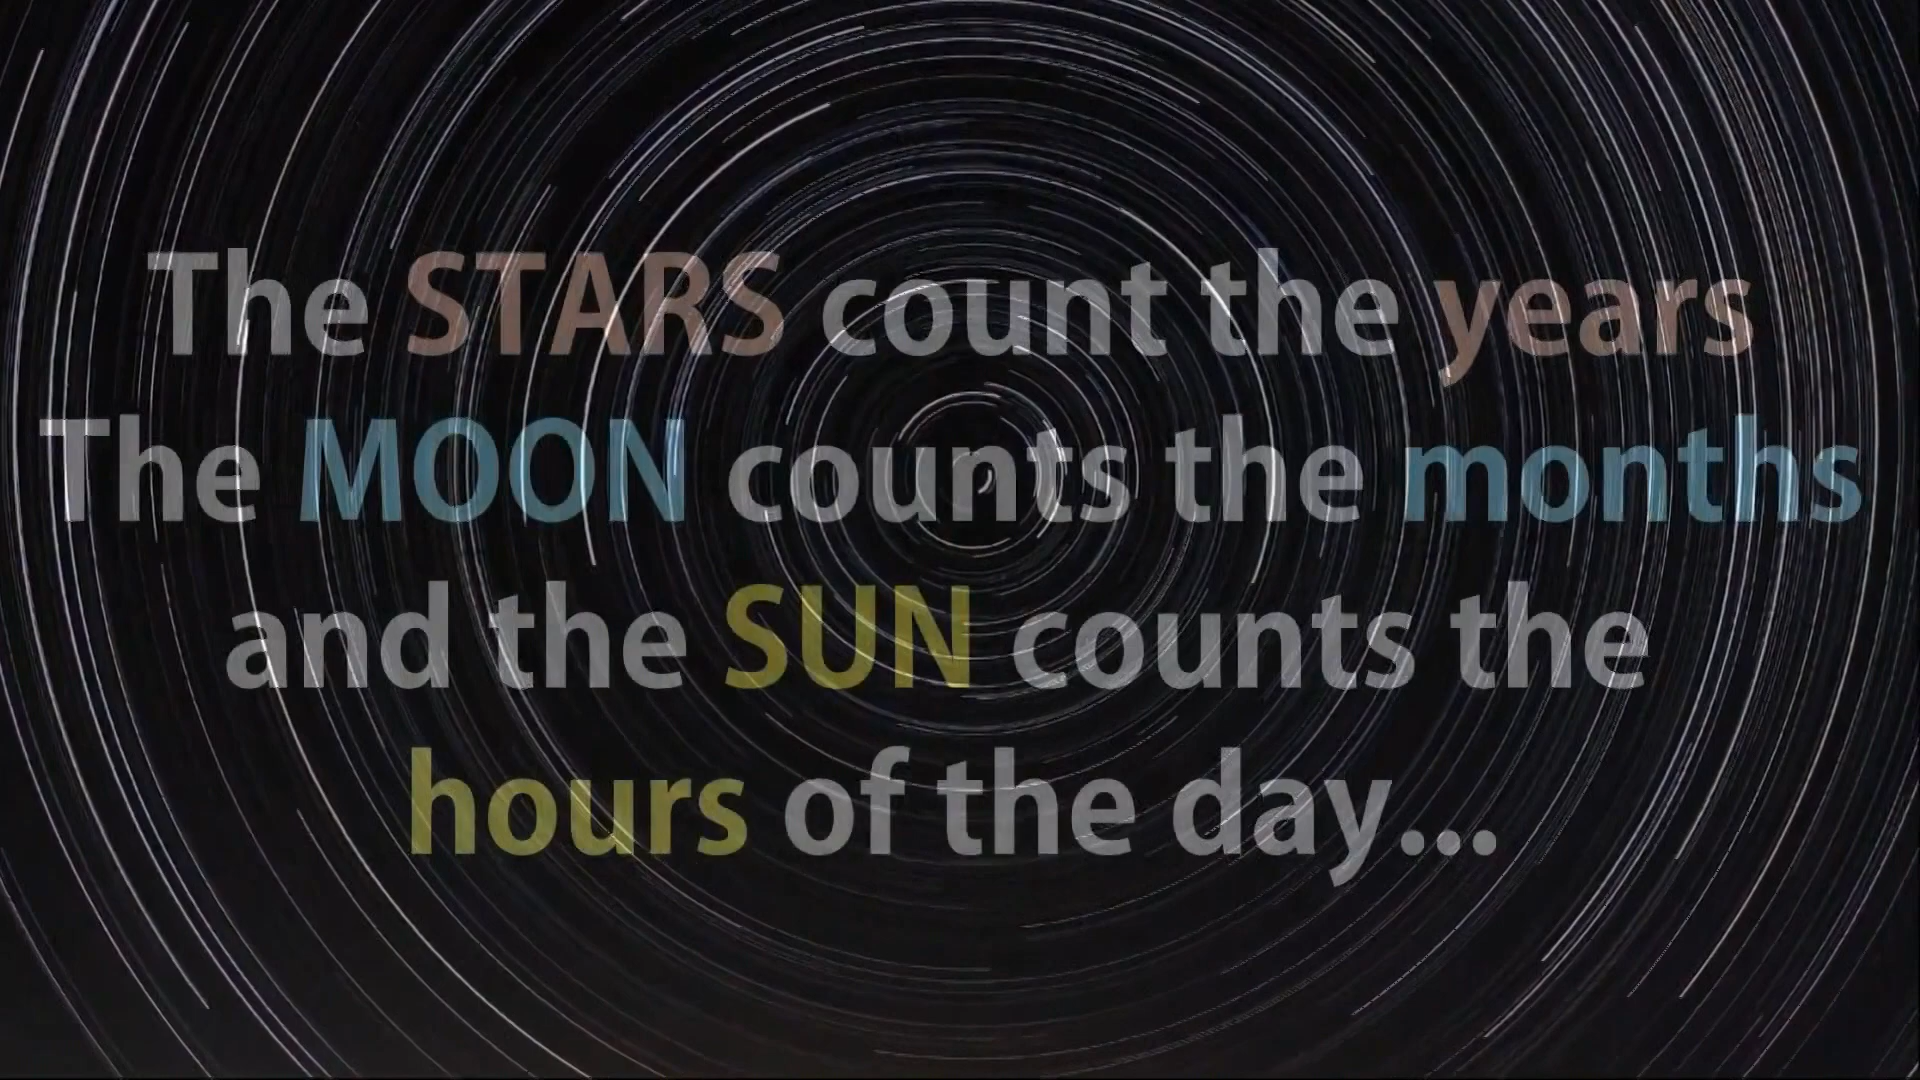 The STARS count the years
The MOON counts the months
and the SUN counts the
hours of the day...